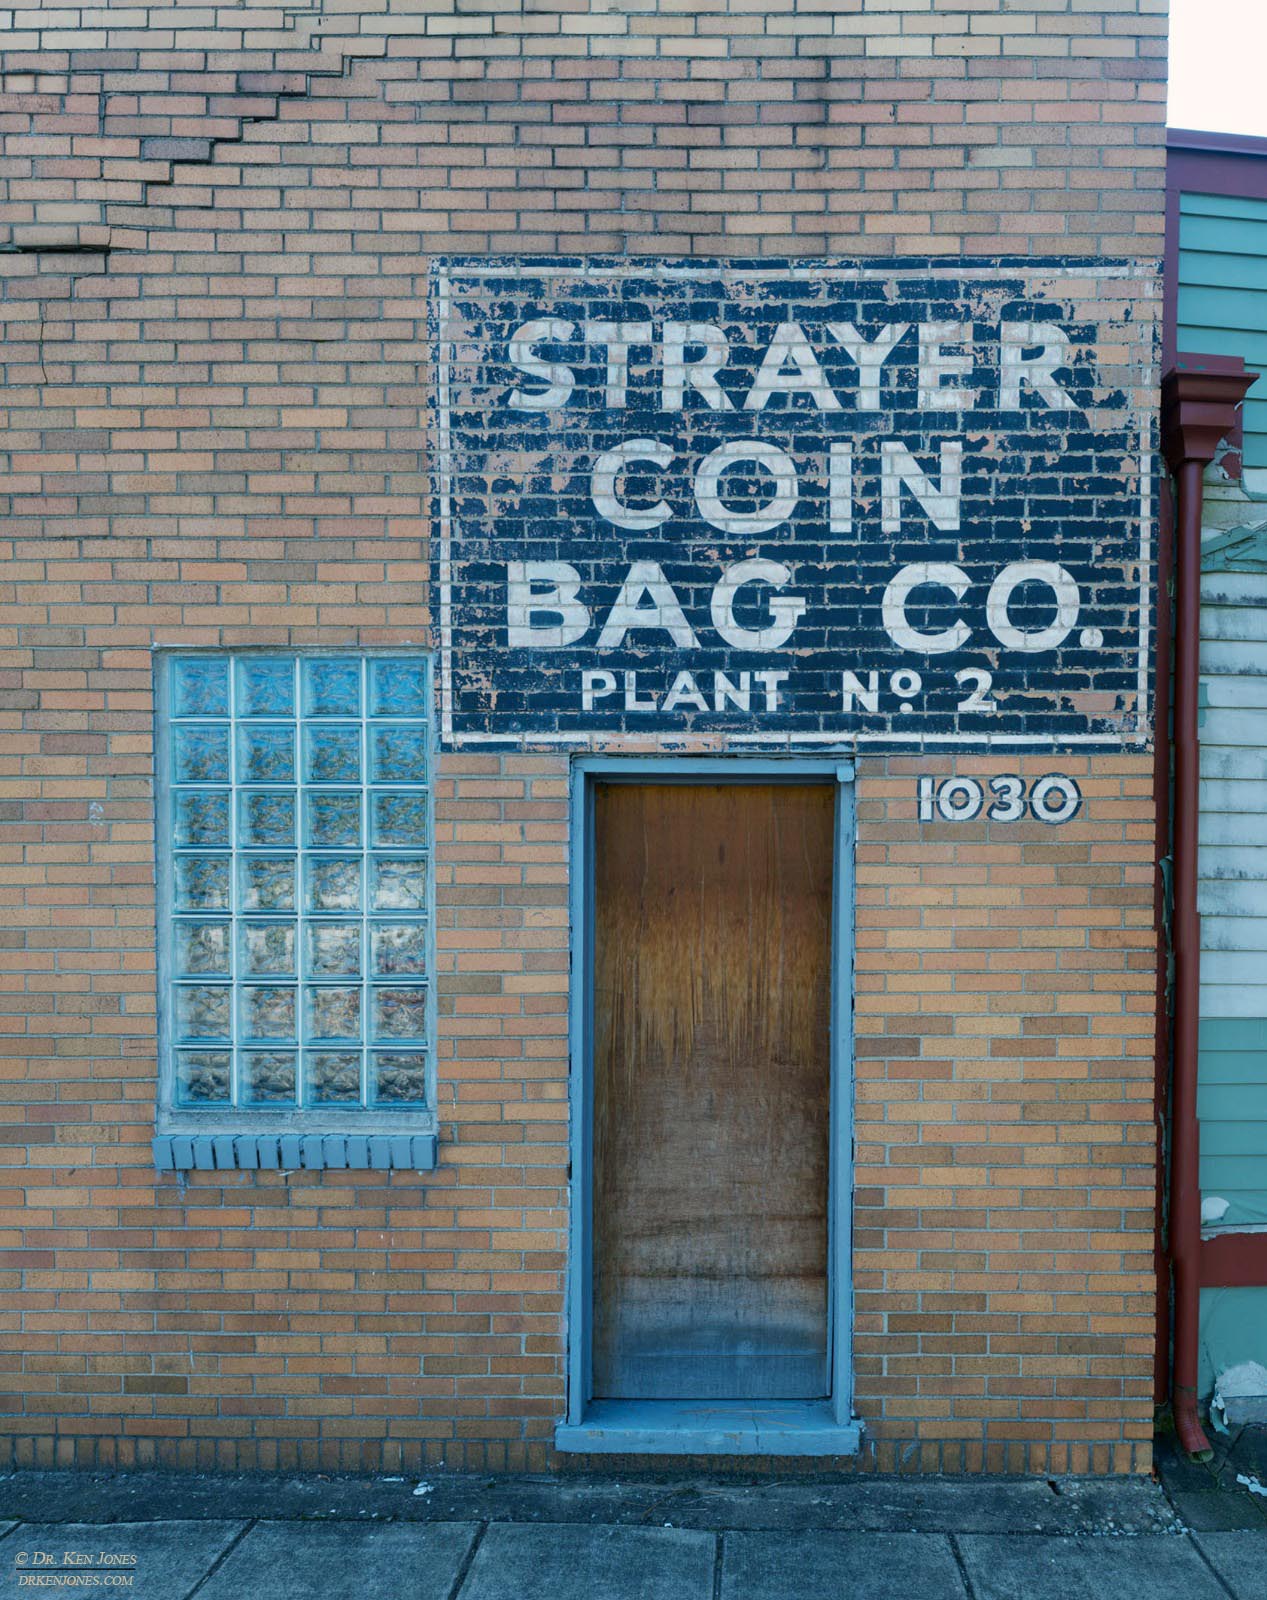 STRAYER
COIN
BAG CO.
PLANT Nº 2
1030
© Dr. Ken Jones
drkenjones.com